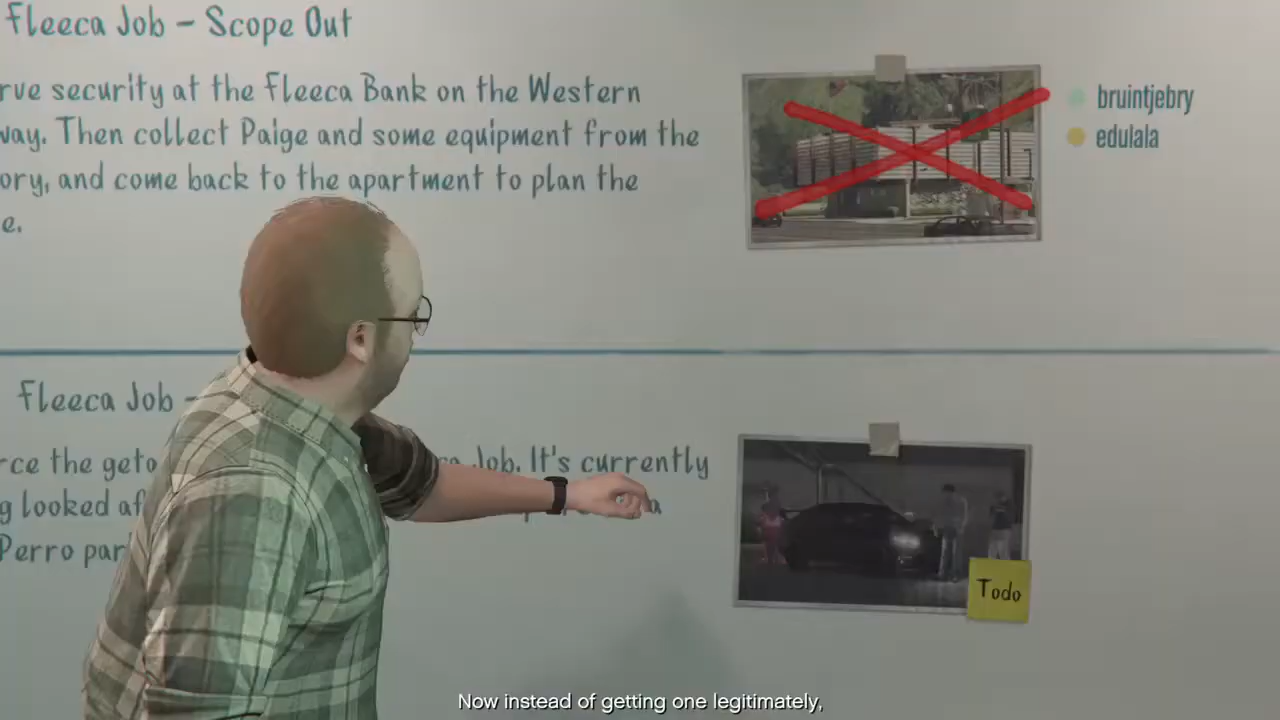 Fleeca Job - Scope Out
rve security at the Fleeca Bank on the Western
way. Then collect Paige and some equipment from the
ory, and come back to the apartment to plan the
e.
bruintjebry
edulala
Fleeca Job -
rce the geta
Job. It's currently
g looked af
a
Perro par
Todo
Now instead of getting one legitimately,